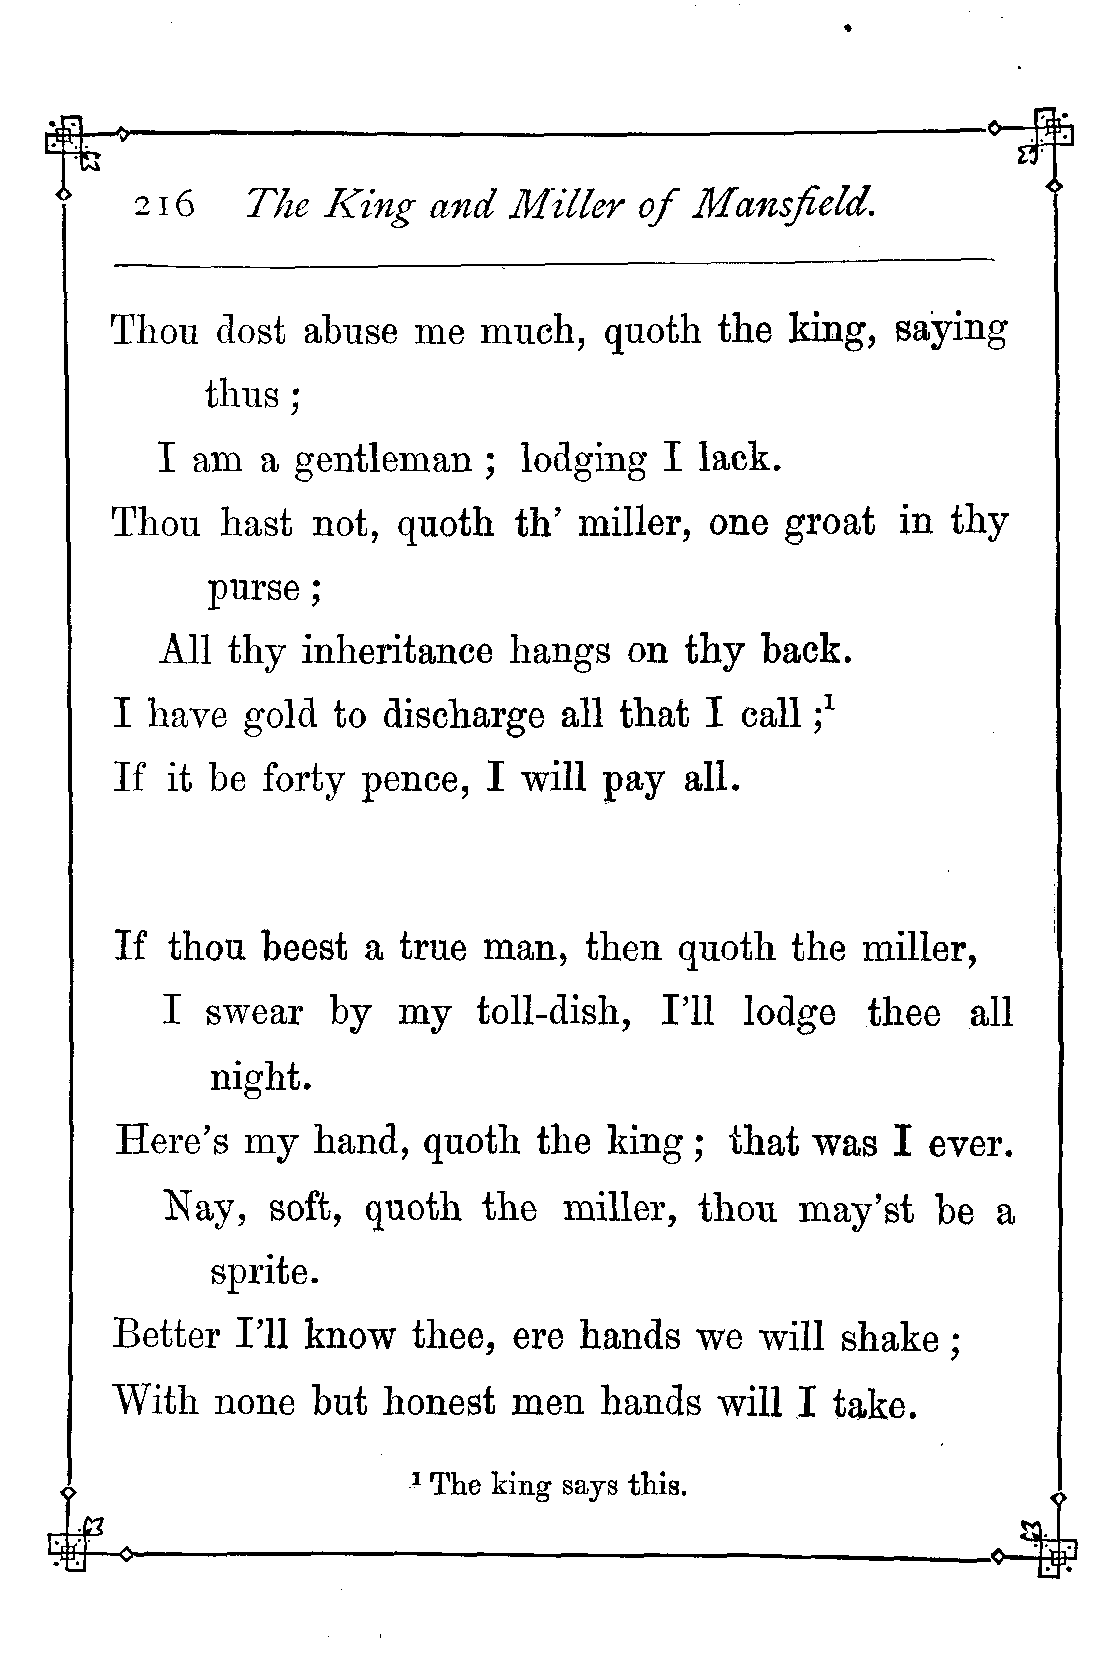 216 The King and Miller of Mansfield.
Thou dost abuse me much, quoth the king, saying
thus ;
I am a gentleman ; lodging I lack.
Thou hast not, quoth th' miller, one groat in thy
purse ;
All thy inheritance hangs on thy back.
I have gold to discharge all that I call ;¹
If it be forty pence, I will pay all.
If thou beest a true man, then quoth the miller,
I swear by my toll-dish, I'll lodge thee all
night.
Here's my hand, quoth the king ; that was I ever.
Nay, soft, quoth the miller, thou may'st be a
sprite.
Better I'll know thee, ere hands we will shake ;
With none but honest men hands will I take.
¹ The king says this.